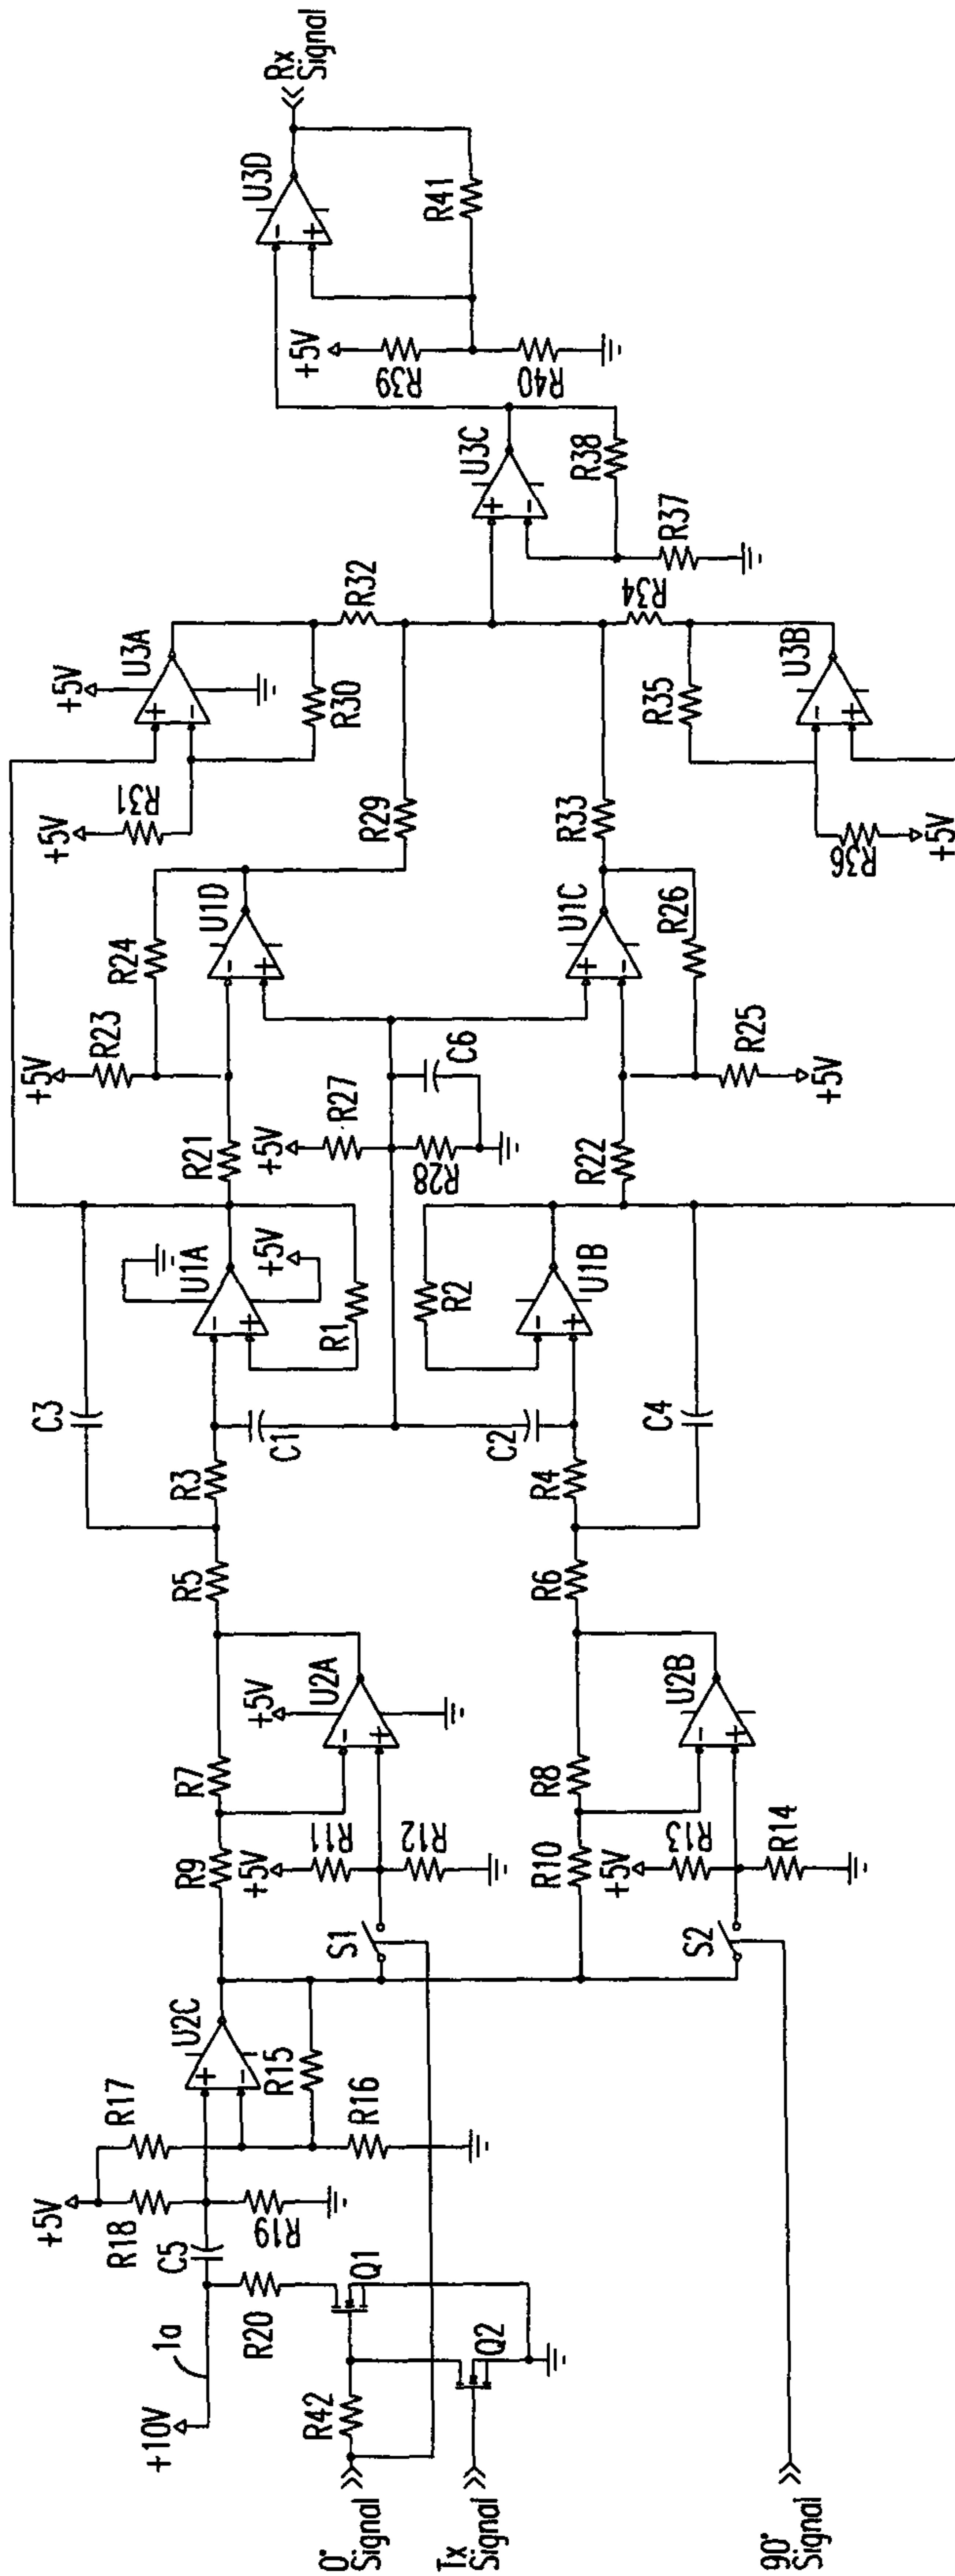 +10V
1a
0°
Signal
Tx
Signal
90°
Signal
R42
R20
Q1
Q2
C5
+5V
R18
R19
R17
R16
U2C
+
−
R15
S1
S2
R9
+5V
R11
R12
R7
−
+
U2A
+5V
R10
+5V
R13
R14
R8
−
+
U2B
R5
R6
C3
R3
C1
C2
R4
C4
−
+
U1A
+5V
R1
R2
−
+
U1B
R21
+5V
R27
R28
C6
R22
+5V
R23
R24
−
+
U1D
+
−
U1C
R25
+5V
R26
R29
R33
+5V
R31
+
−
U3A
+5V
R30
R32
R34
R35
−
+
U3B
R36
+5V
+
−
U3C
R38
R37
+5V
R39
R40
−
+
U3D
R41
Rx
Signal